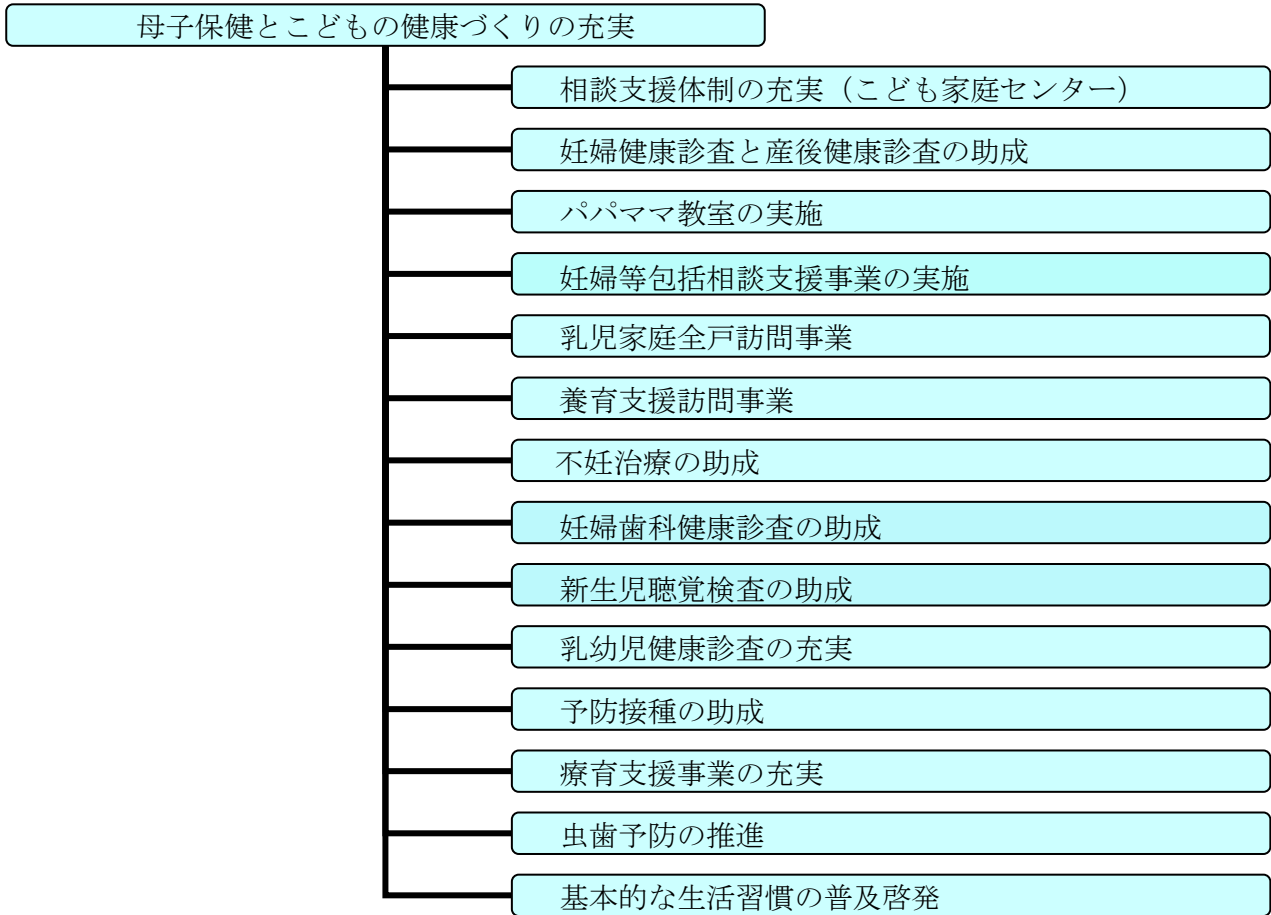 母子保健とこどもの健康づくりの充実
相談支援体制の充実（こども家庭センター）
妊婦健康診査と産後健康診査の助成
パパママ教室の実施
妊婦等包括相談支援事業の実施
乳児家庭全戸訪問事業
養育支援訪問事業
不妊治療の助成
妊婦歯科健康診査の助成
新生児聴覚検査の助成
乳幼児健康診査の充実
予防接種の助成
療育支援事業の充実
虫歯予防の推進
基本的な生活習慣の普及啓発